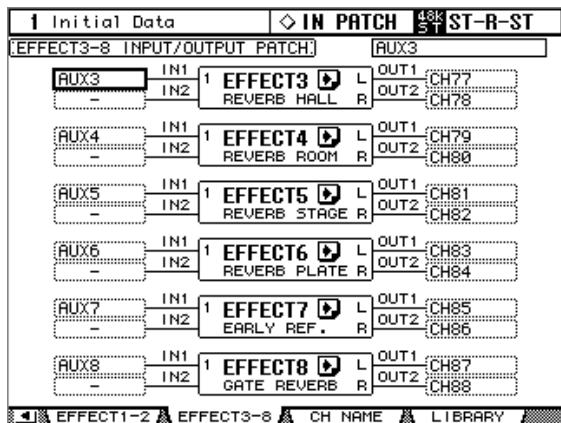 1 Initial Data ◇ IN PATCH 48k ST ST-R-ST
EFFECT3-8 INPUT/OUTPUT PATCH AUX3
AUX3 IN1 1 EFFECT3 L OUT1 CH77
– IN2 REVERB HALL R OUT2 CH78
AUX4 IN1 1 EFFECT4 L OUT1 CH79
– IN2 REVERB ROOM R OUT2 CH80
AUX5 IN1 1 EFFECT5 L OUT1 CH81
– IN2 REVERB STAGE R OUT2 CH82
AUX6 IN1 1 EFFECT6 L OUT1 CH83
– IN2 REVERB PLATE R OUT2 CH84
AUX7 IN1 1 EFFECT7 L OUT1 CH85
– IN2 EARLY REF. R OUT2 CH86
AUX8 IN1 1 EFFECT8 L OUT1 CH87
– IN2 GATE REVERB R OUT2 CH88
EFFECT1-2 EFFECT3-8 CH NAME LIBRARY